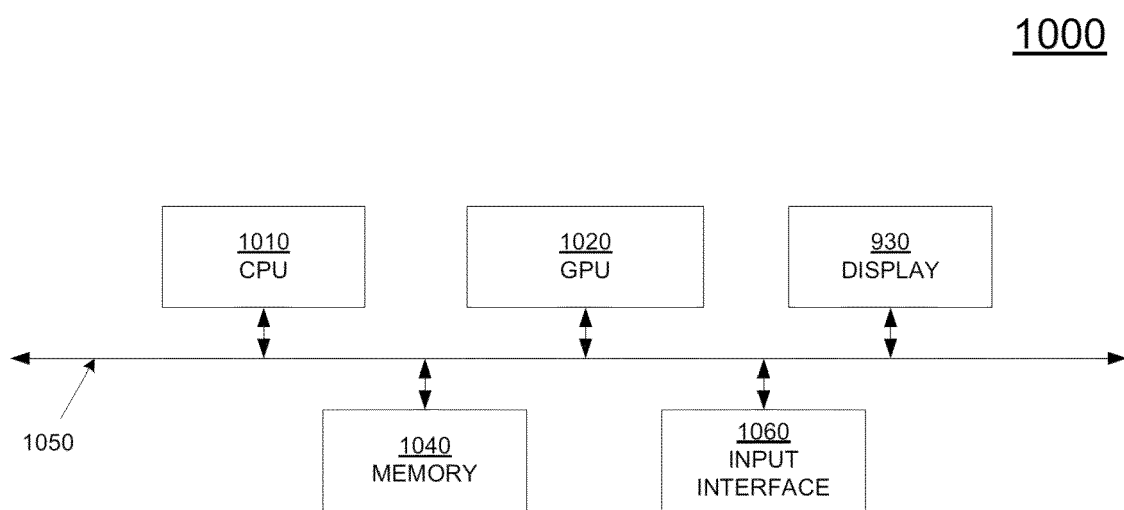 1000
1010
CPU
1020
GPU
930
DISPLAY
1050
1040
MEMORY
1060
INPUT
INTERFACE